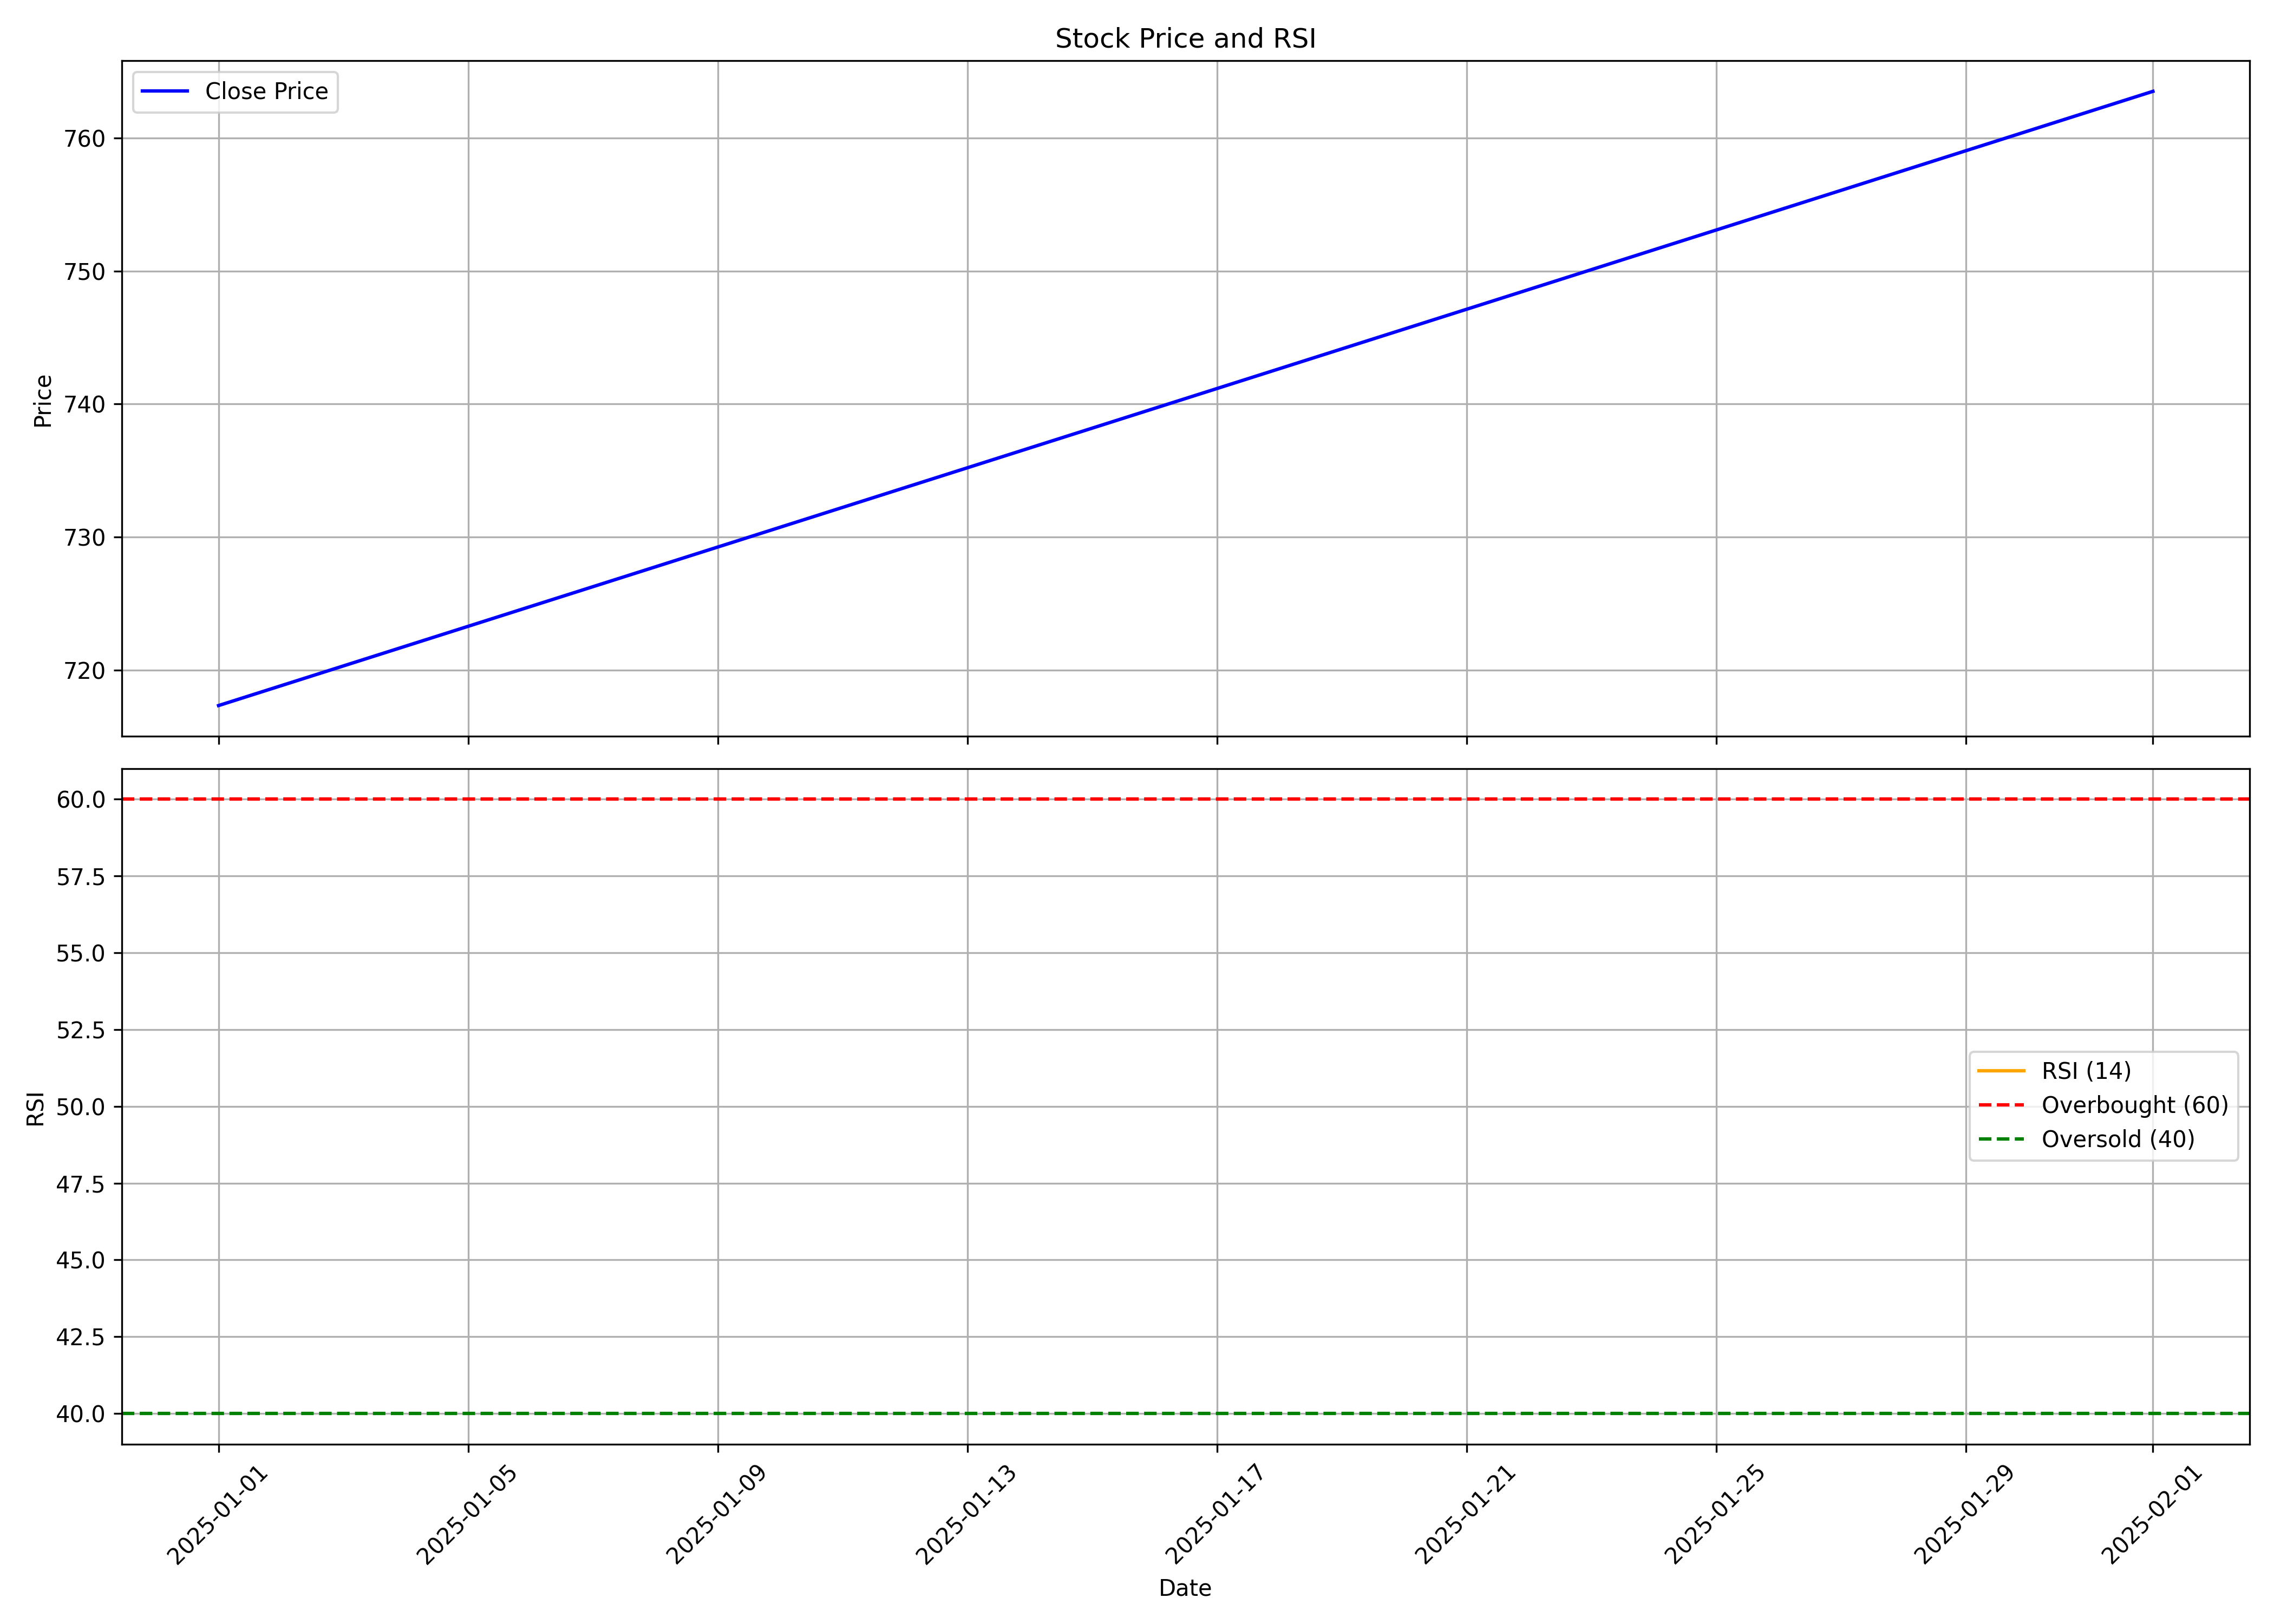 Stock Price and RSI
Close Price
760
750
740
730
720
Price
60.0
57.5
55.0
52.5
50.0
47.5
45.0
42.5
40.0
RSI
RSI (14)
Overbought (60)
Oversold (40)
2025-01-01
2025-01-05
2025-01-09
2025-01-13
2025-01-17
2025-01-21
2025-01-25
2025-01-29
2025-02-01
Date